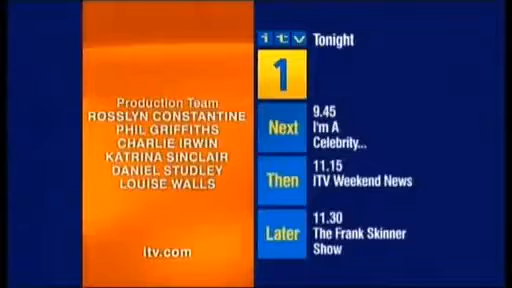 Production Team
ROSSLYN CONSTANTINE
PHIL GRIFFITHS
CHARLIE IRWIN
KATRINA SINCLAIR
DANIEL STUDLEY
LOUISE WALLS
itv.com
itv
1
Tonight
Next
9.45
I'm A
Celebrity...
Then
11.15
ITV Weekend News
Later
11.30
The Frank Skinner
Show